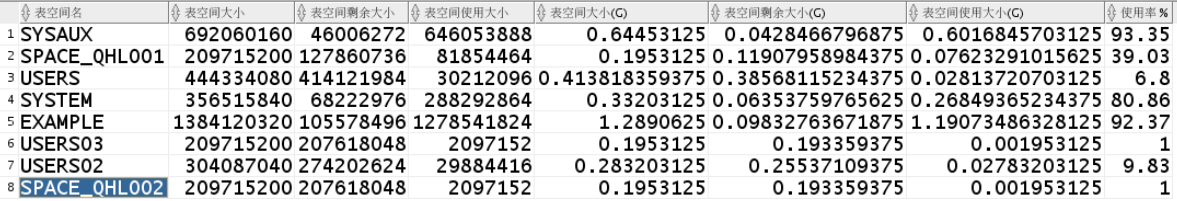 表空间名 表空间大小 表空间剩余大小 表空间使用大小 表空间大小(G) 表空间剩余大小(G) 表空间使用大小(G) 使用率%
1 SYSAUX 692060160 46006272 646053888 0.64453125 0.0428466796875 0.6016845703125 93.35
2 SPACE_QHL001 209715200 127860736 81854464 0.1953125 0.11907958984375 0.07623291015625 39.03
3 USERS 444334080 414121984 30212096 0.413818359375 0.38568115234375 0.02813720703125 6.8
4 SYSTEM 356515840 68222976 288292864 0.33203125 0.06353759765625 0.26849365234375 80.86
5 EXAMPLE 1384120320 105578496 1278541824 1.2890625 0.09832763671875 1.19073486328125 92.37
6 USERS03 209715200 207618048 2097152 0.1953125 0.193359375 0.001953125 1
7 USERS02 304087040 274202624 29884416 0.283203125 0.25537109375 0.02783203125 9.83
8 SPACE_QHL002 209715200 207618048 2097152 0.1953125 0.193359375 0.001953125 1